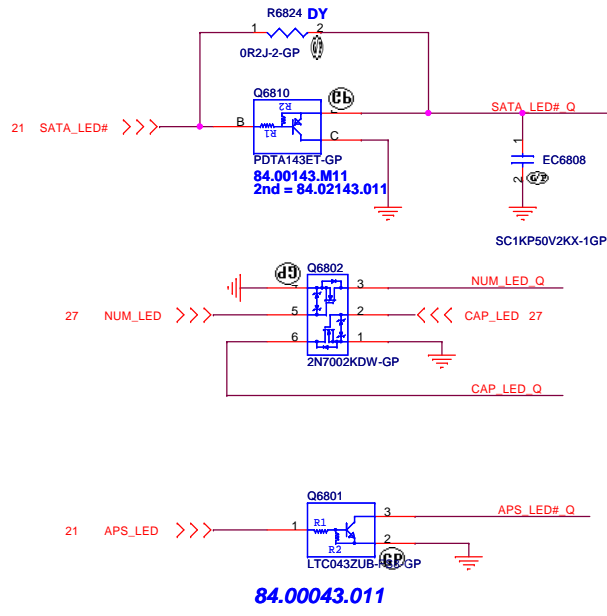 R6824 DY
1 2
0R2J-2-GP
Q6810
R2
21 SATA_LED# B
R1
C
SATA_LED#_Q
PDTA143ET-GP
84.00143.M11
2nd = 84.02143.011
1
EC6808
2
SC1KP50V2KX-1GP
GP
Q6802
3 NUM_LED_Q
27 NUM_LED 5
2 CAP_LED 27
6 1
2N7002KDW-GP
CAP_LED_Q
Q6801
3 APS_LED#_Q
21 APS_LED 1
R1
R2
2
GP
84.00043.011